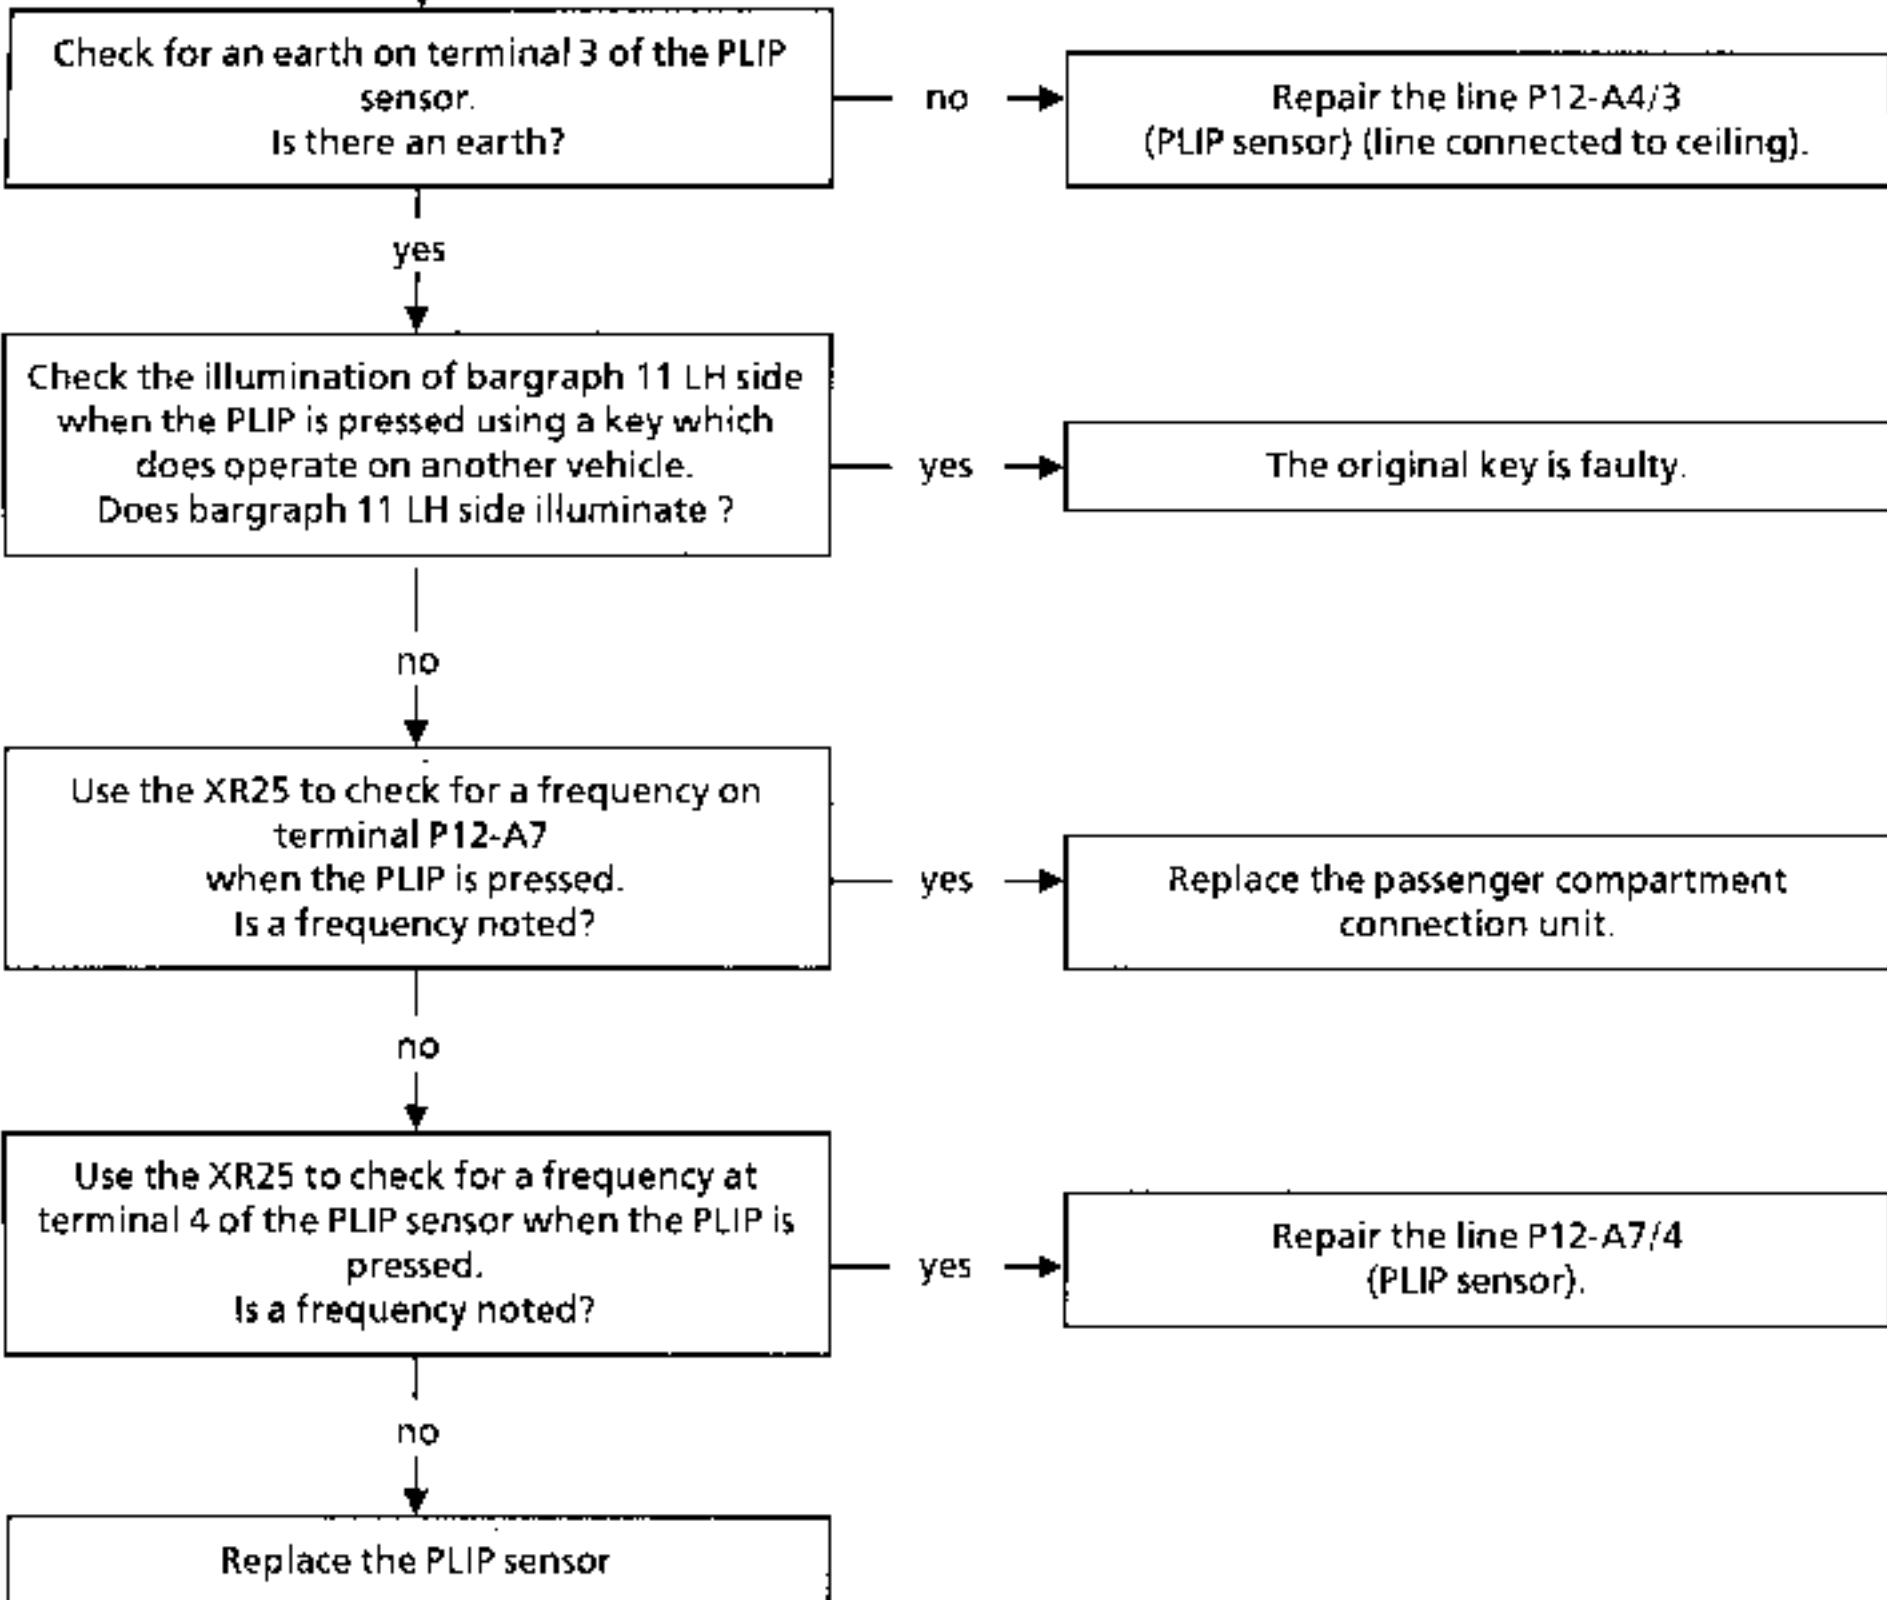 Check for an earth on terminal 3 of the PLIP
sensor.
Is there an earth?
no
Repair the line P12-A4/3
(PLIP sensor) (line connected to ceiling).
yes
Check the illumination of bargraph 11 LH side
when the PLIP is pressed using a key which
does operate on another vehicle.
Does bargraph 11 LH side illuminate ?
yes
The original key is faulty.
no
Use the XR25 to check for a frequency on
terminal P12-A7
when the PLIP is pressed.
Is a frequency noted?
yes
Replace the passenger compartment
connection unit.
no
Use the XR25 to check for a frequency at
terminal 4 of the PLIP sensor when the PLIP is
pressed.
Is a frequency noted?
yes
Repair the line P12-A7/4
(PLIP sensor).
no
Replace the PLIP sensor